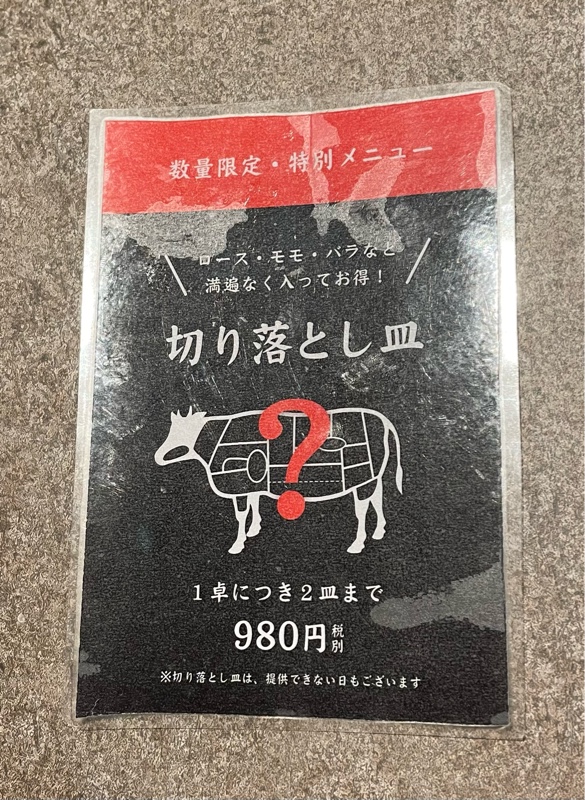 数量限定・特別メニュー
ロース・モモ・バラなど
満遍なく入ってお得！
切り落とし皿
?
1卓につき2皿まで
980円税別
※切り落とし皿は、提供できない日もございます